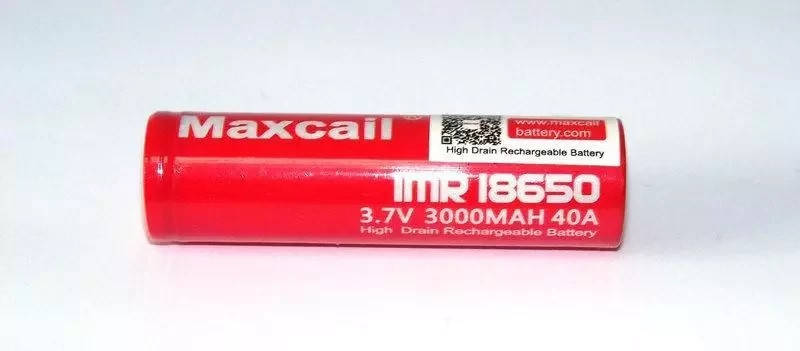 Maxcail®
www.maxcail
battery.com
High Drain Rechargeable Battery
IMR 18650
3.7V 3000MAH 40A
High Drain Rechargeable Battery